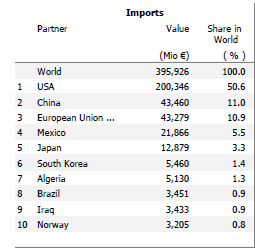 Imports
Partner Value Share in
World
(Mio €) ( % )
World 395,926 100.0
1 USA 200,346 50.6
2 China 43,460 11.0
3 European Union ... 43,279 10.9
4 Mexico 21,866 5.5
5 Japan 12,879 3.3
6 South Korea 5,460 1.4
7 Algeria 5,130 1.3
8 Brazil 3,451 0.9
9 Iraq 3,433 0.9
10 Norway 3,205 0.8